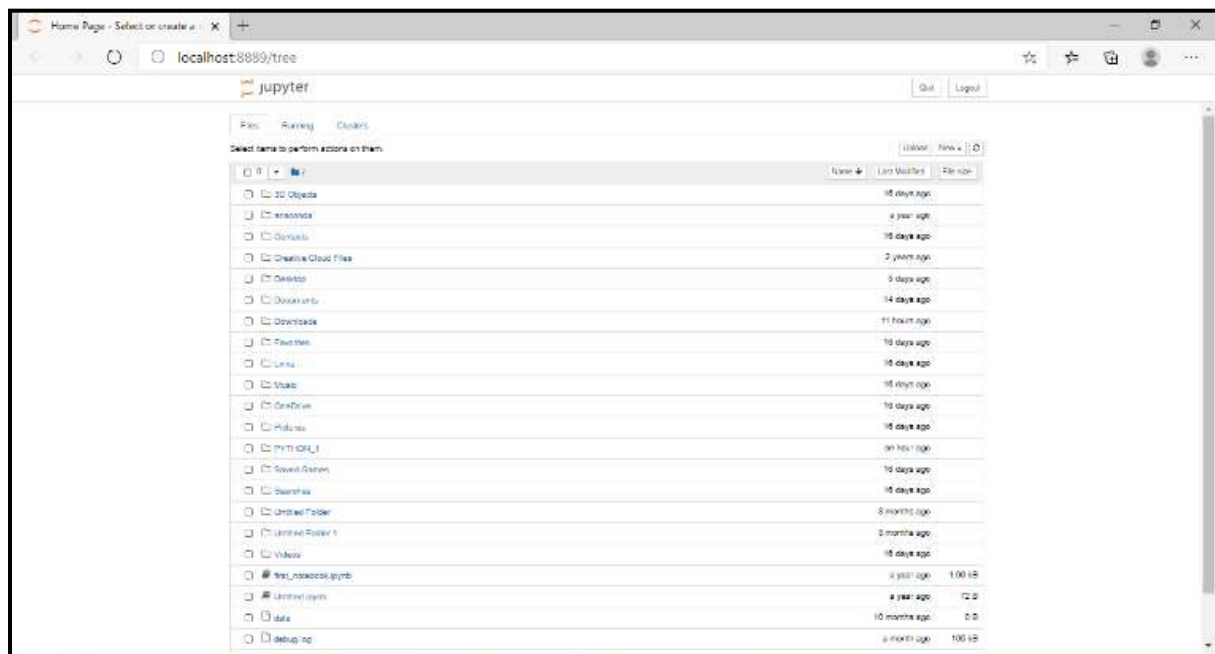 Home Page - Select or create a
localhost:8889/tree
jupyter
Quit Logout
Files Running Clusters
Select items to perform actions on them.
Upload New
0 / Name Last Modified File size
3D Objects 16 days ago
anaconda a year ago
Contacts 16 days ago
Creative Cloud Files 2 years ago
Desktop 5 days ago
Documents 14 days ago
Downloads 11 hours ago
Favorites 16 days ago
Links 16 days ago
Music 16 days ago
OneDrive 16 days ago
Pictures 16 days ago
PYTHON_1 an hour ago
Saved Games 16 days ago
Searches 16 days ago
Untitled Folder 8 months ago
Untitled Folder 1 months ago
Videos 16 days ago
first_notebook.ipynb a year ago 1.00 kB
Untitled.ipynb a year ago 72 B
data 10 months ago 0 B
debug.log a month ago kB